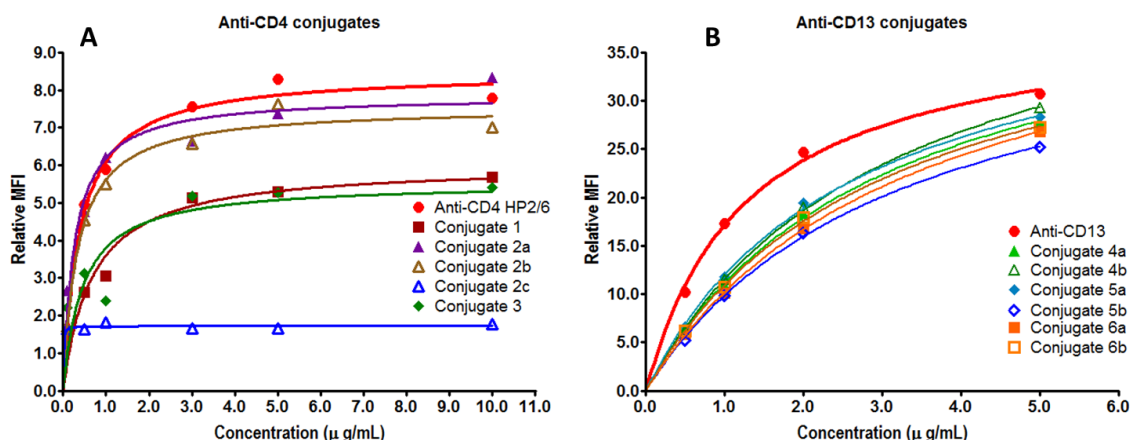 Anti-CD4 conjugates
A
9.0
8.0
7.0
6.0
5.0
4.0
3.0
2.0
1.0
0.0
0.0 1.0 2.0 3.0 4.0 5.0 6.0 7.0 8.0 9.0 10.0 11.0
Relative MFI
Concentration (μ g/mL)
Anti-CD4 HP2/6
Conjugate 1
Conjugate 2a
Conjugate 2b
Conjugate 2c
Conjugate 3
Anti-CD13 conjugates
B
35.0
30.0
25.0
20.0
15.0
10.0
5.0
0.0
0.0 1.0 2.0 3.0 4.0 5.0 6.0
Relative MFI
Concentration (μ g/mL)
Anti-CD13
Conjugate 4a
Conjugate 4b
Conjugate 5a
Conjugate 5b
Conjugate 6a
Conjugate 6b